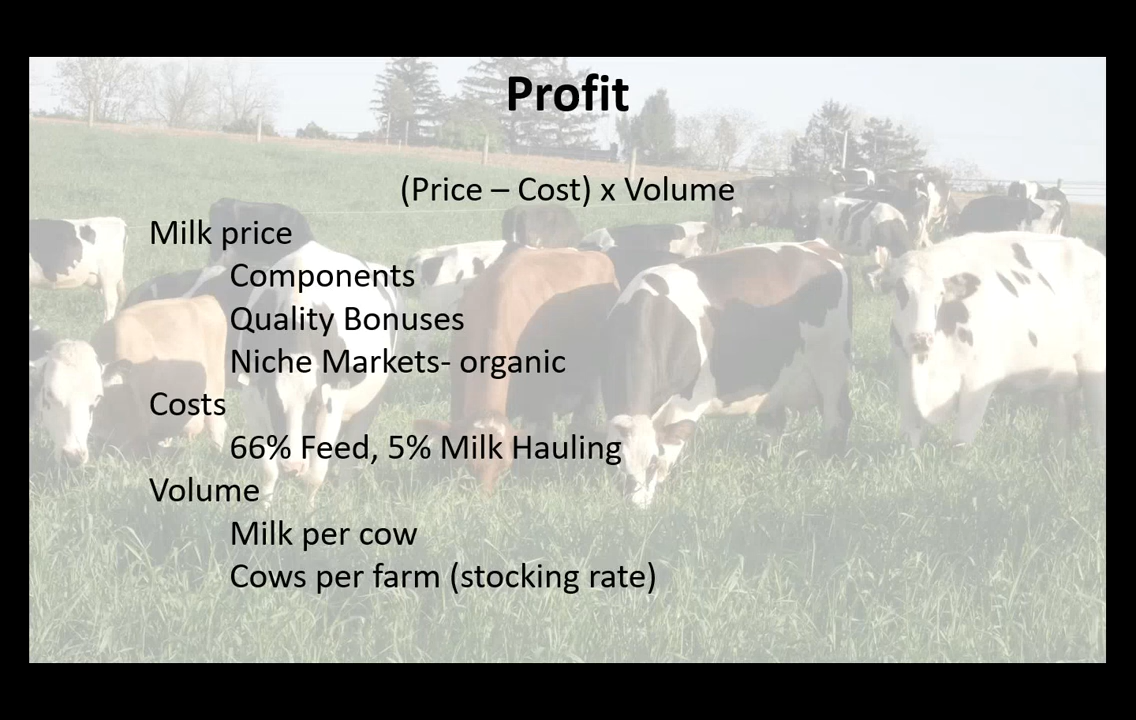 Profit
(Price – Cost) x Volume
Milk price
Components
Quality Bonuses
Niche Markets- organic
Costs
66% Feed, 5% Milk Hauling
Volume
Milk per cow
Cows per farm (stocking rate)